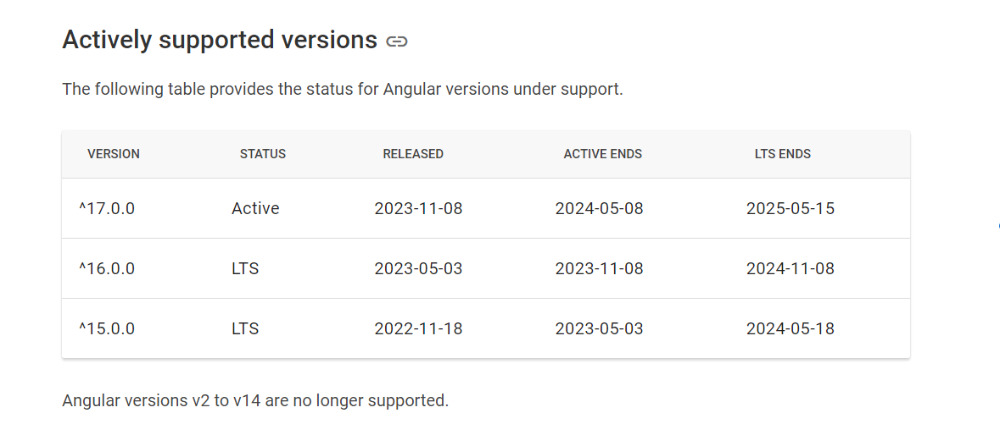 Actively supported versions
The following table provides the status for Angular versions under support.
VERSION STATUS RELEASED ACTIVE ENDS LTS ENDS
^17.0.0 Active 2023-11-08 2024-05-08 2025-05-15
^16.0.0 LTS 2023-05-03 2023-11-08 2024-11-08
^15.0.0 LTS 2022-11-18 2023-05-03 2024-05-18
Angular versions v2 to v14 are no longer supported.